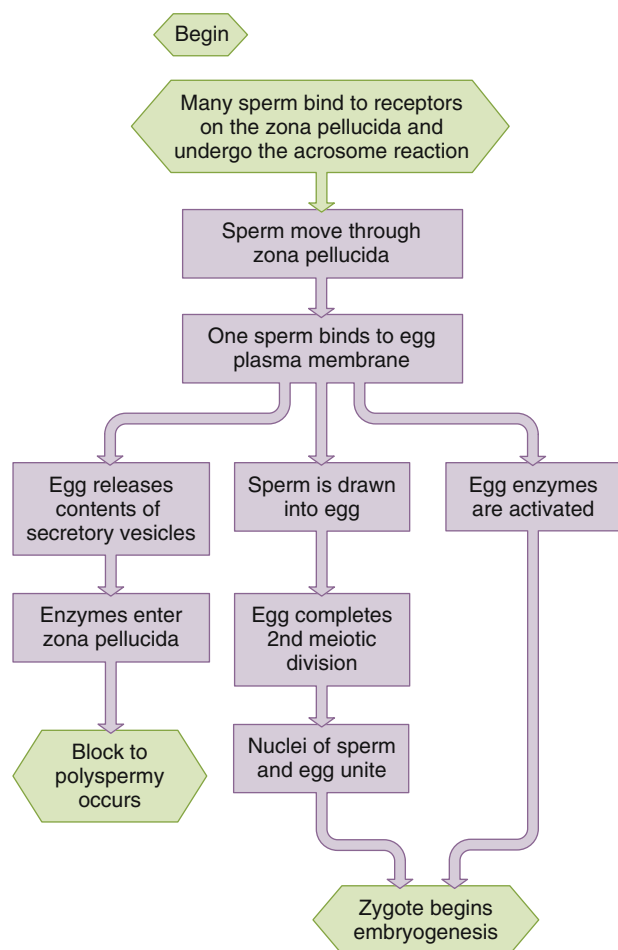 Begin
Many sperm bind to receptors
on the zona pellucida and
undergo the acrosome reaction
Sperm move through
zona pellucida
One sperm binds to egg
plasma membrane
Egg releases
contents of
secretory vesicles
Sperm is drawn
into egg
Egg enzymes
are activated
Enzymes enter
zona pellucida
Egg completes
2nd meiotic
division
Block to
polyspermy
occurs
Nuclei of sperm
and egg unite
Zygote begins
embryogenesis